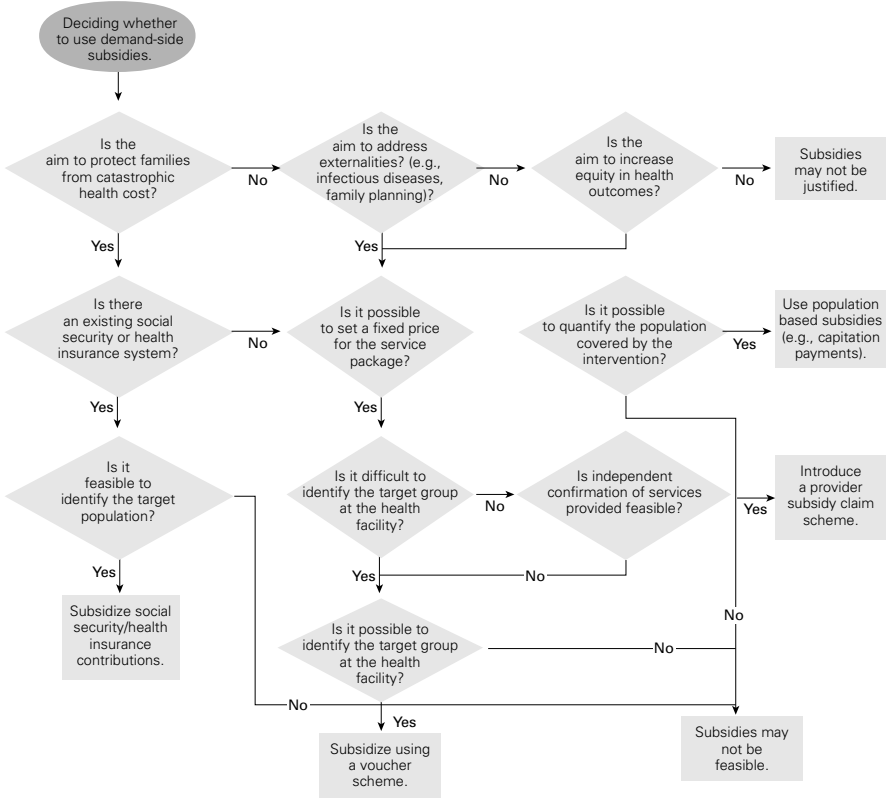 Deciding whether
to use demand-side
subsidies.
Is the
aim to protect families
from catastrophic
health cost?
No
Is the
aim to address
externalities? (e.g.,
infectious diseases,
family planning)?
No
Is the
aim to increase
equity in health
outcomes?
No
Subsidies
may not be
justified.
Yes
Yes
Is there
an existing social
security or health
insurance system?
No
Is it possible
to set a fixed price
for the service
package?
Is it possible
to quantify the population
covered by the
intervention?
Yes
Use population
based subsidies
(e.g., capitation
payments).
Yes
Yes
Is it
feasible to
identify the target
population?
Is it difficult to
identify the target group
at the health
facility?
No
Is independent
confirmation of services
provided feasible?
Yes
Introduce
a provider
subsidy claim
scheme.
Yes
Yes
No
Subsidize social
security/health
insurance
contributions.
Is it possible to
identify the target group
at the health
facility?
No
No
No
Yes
Subsidize using
a voucher
scheme.
Subsidies may
not be
feasible.